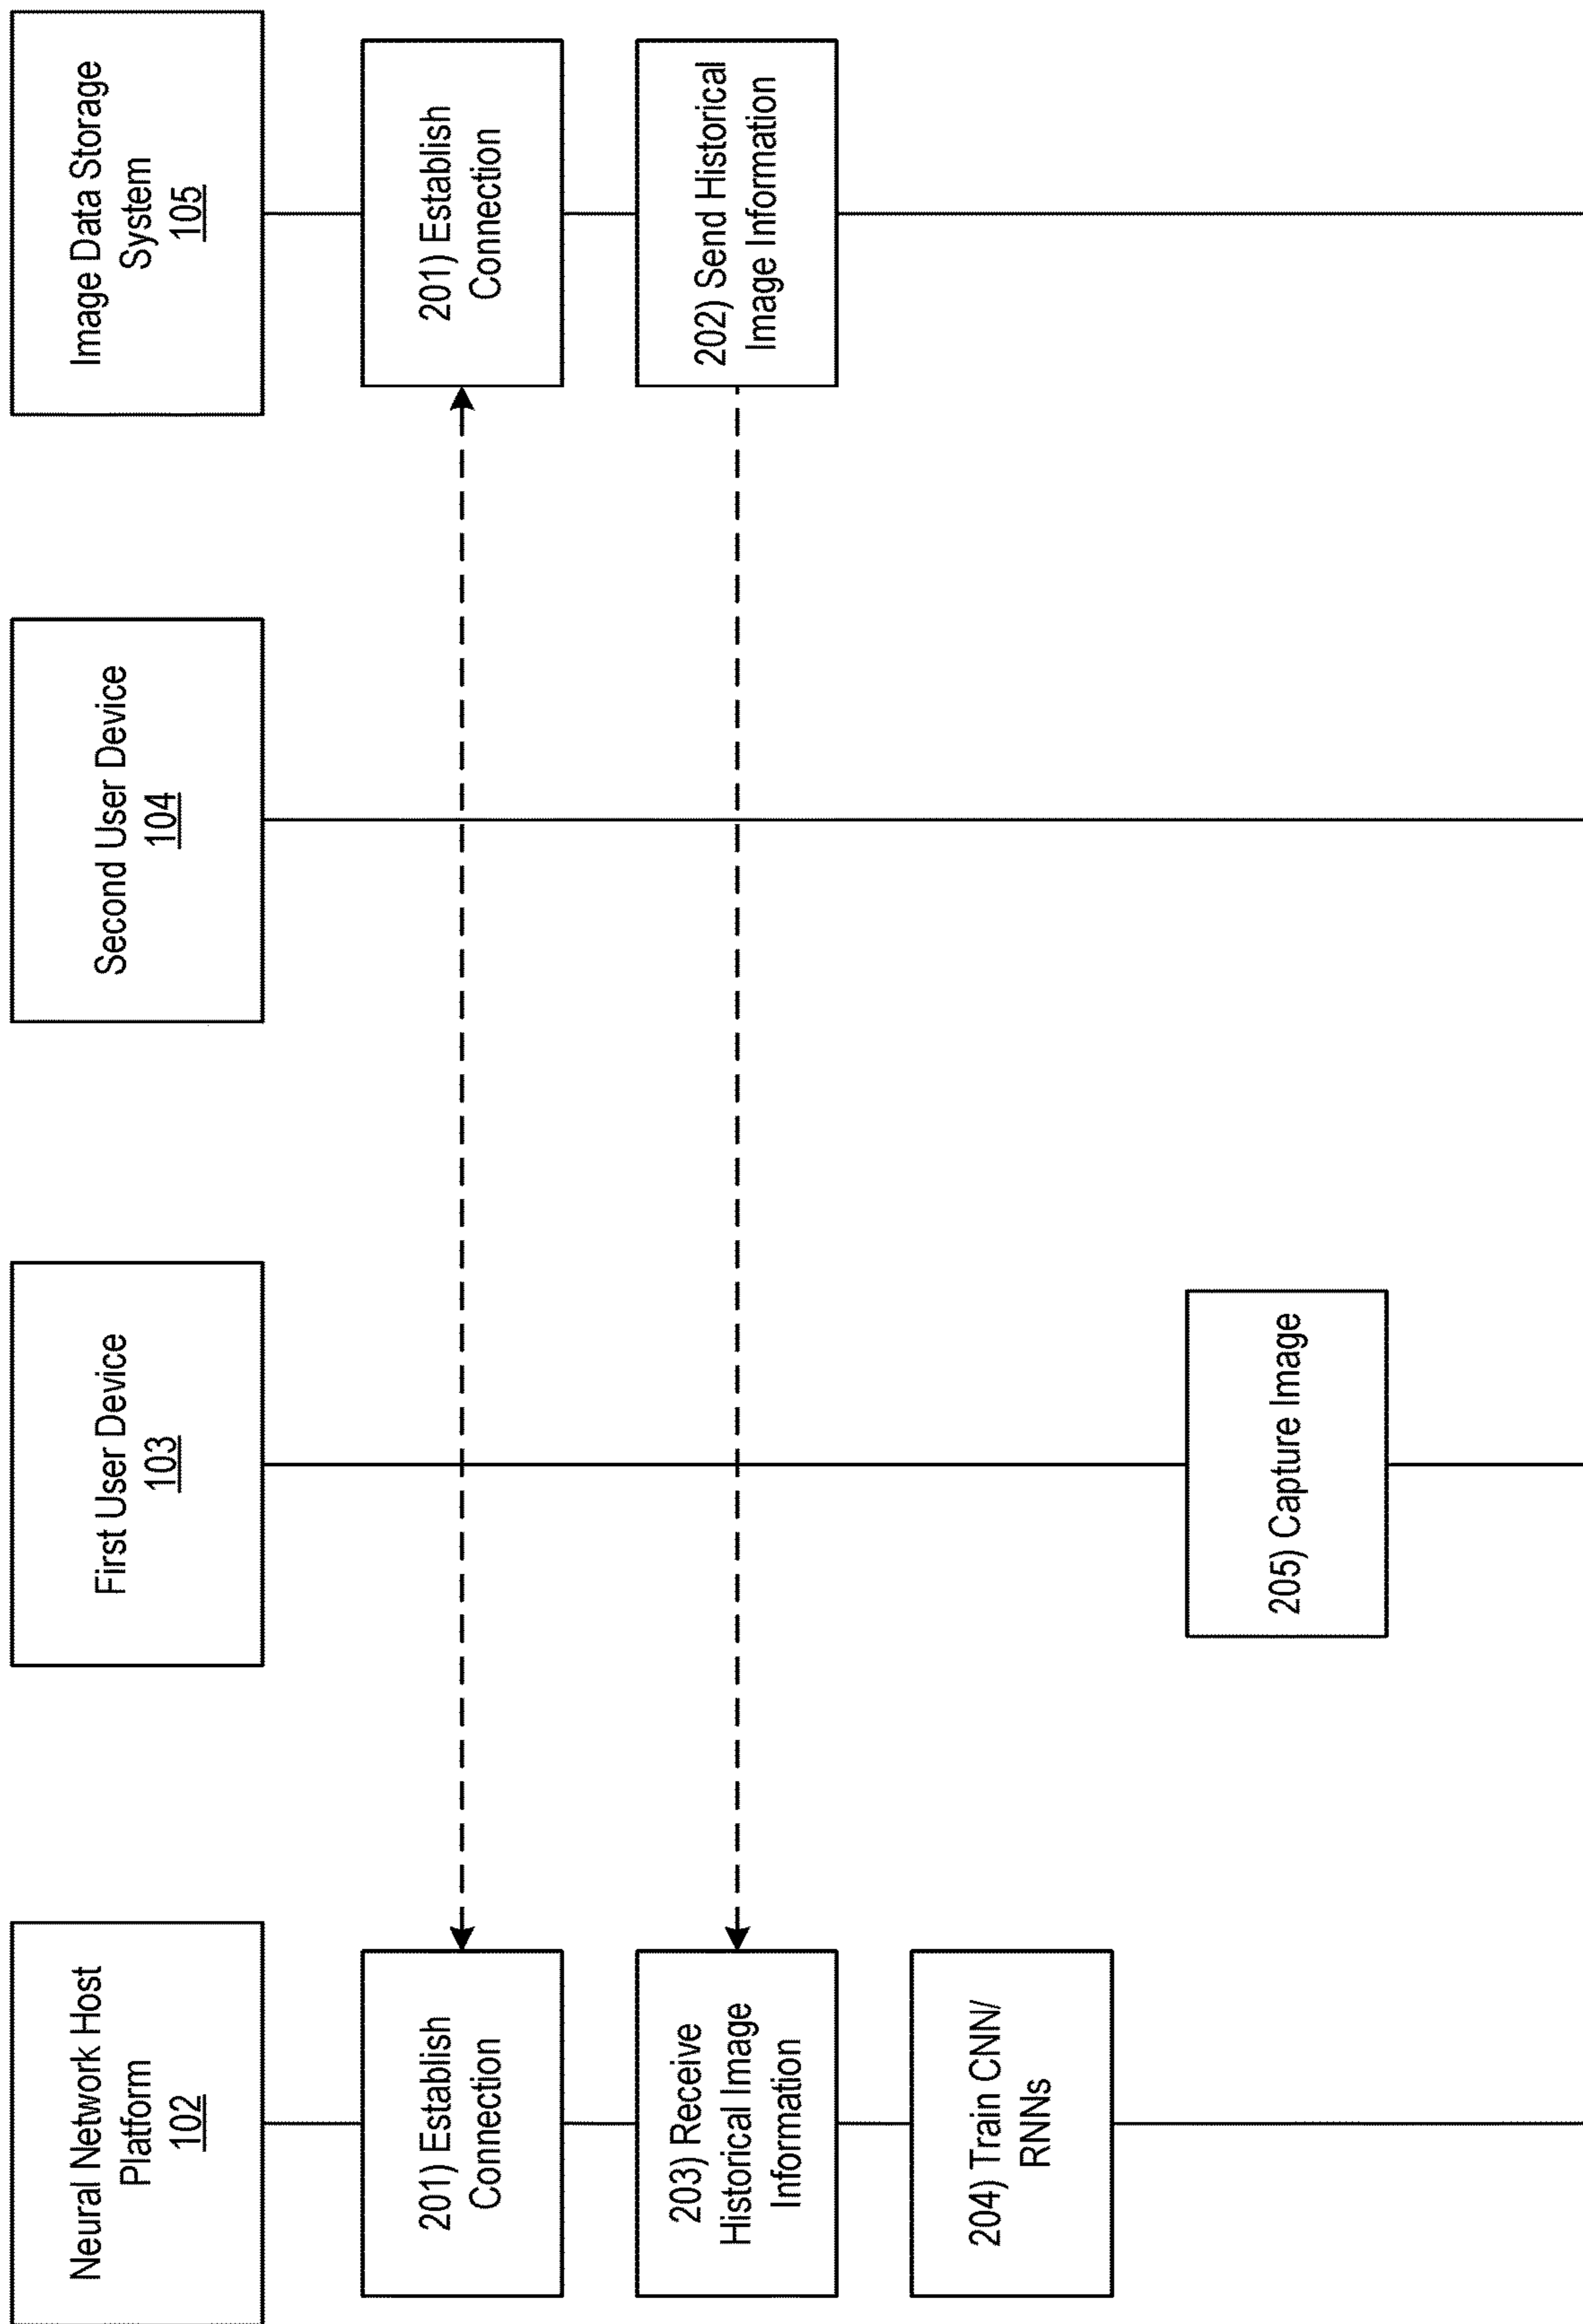 Neural Network Host
Platform
102
First User Device
103
Second User Device
104
Image Data Storage
System
105
201) Establish
Connection
201) Establish
Connection
203) Receive
Historical Image
Information
202) Send Historical
Image Information
204) Train CNN/
RNNs
205) Capture Image